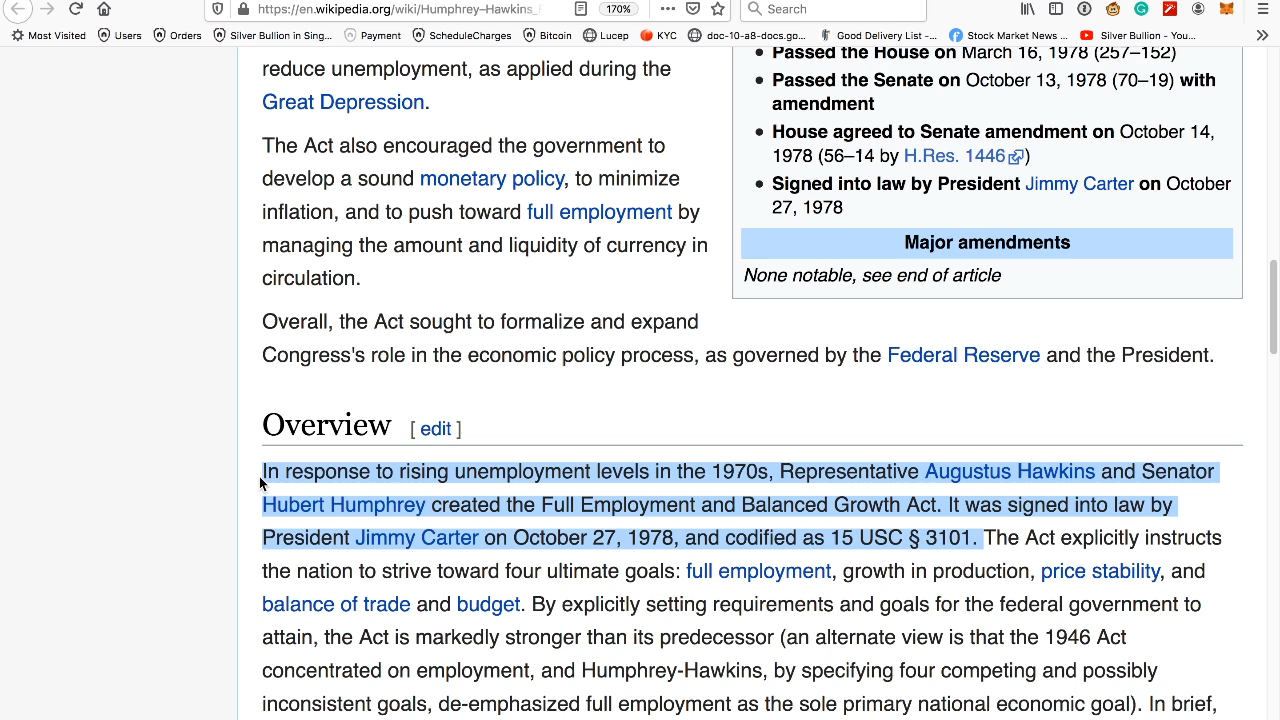 https://en.wikipedia.org/wiki/Humphrey–Hawkins_
170%
Search
Most Visited
Users
Orders
Silver Bullion in Sing...
Payment
ScheduleCharges
Bitcoin
Lucep
KYC
doc-10-a8-docs.go...
Good Delivery List -...
Stock Market News ...
Silver Bullion - You...
reduce unemployment, as applied during the
Great Depression.
The Act also encouraged the government to
develop a sound monetary policy, to minimize
inflation, and to push toward full employment by
managing the amount and liquidity of currency in
circulation.
• Passed the House on March 16, 1978 (257–152)
• Passed the Senate on October 13, 1978 (70–19) with
amendment
• House agreed to Senate amendment on October 14,
1978 (56–14 by H.Res. 1446)
• Signed into law by President Jimmy Carter on October
27, 1978
Major amendments
None notable, see end of article
Overall, the Act sought to formalize and expand
Congress's role in the economic policy process, as governed by the Federal Reserve and the President.
Overview [ edit ]
In response to rising unemployment levels in the 1970s, Representative Augustus Hawkins and Senator
Hubert Humphrey created the Full Employment and Balanced Growth Act. It was signed into law by
President Jimmy Carter on October 27, 1978, and codified as 15 USC § 3101. The Act explicitly instructs
the nation to strive toward four ultimate goals: full employment, growth in production, price stability, and
balance of trade and budget. By explicitly setting requirements and goals for the federal government to
attain, the Act is markedly stronger than its predecessor (an alternate view is that the 1946 Act
concentrated on employment, and Humphrey-Hawkins, by specifying four competing and possibly
inconsistent goals, de-emphasized full employment as the sole primary national economic goal). In brief,